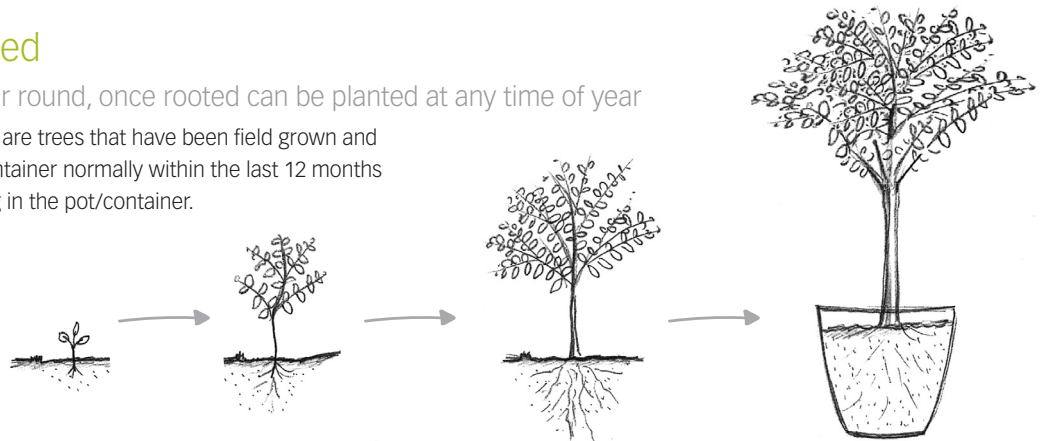 ed
r round, once rooted can be planted at any time of year
are trees that have been field grown and
ntainer normally within the last 12 months
g in the pot/container.